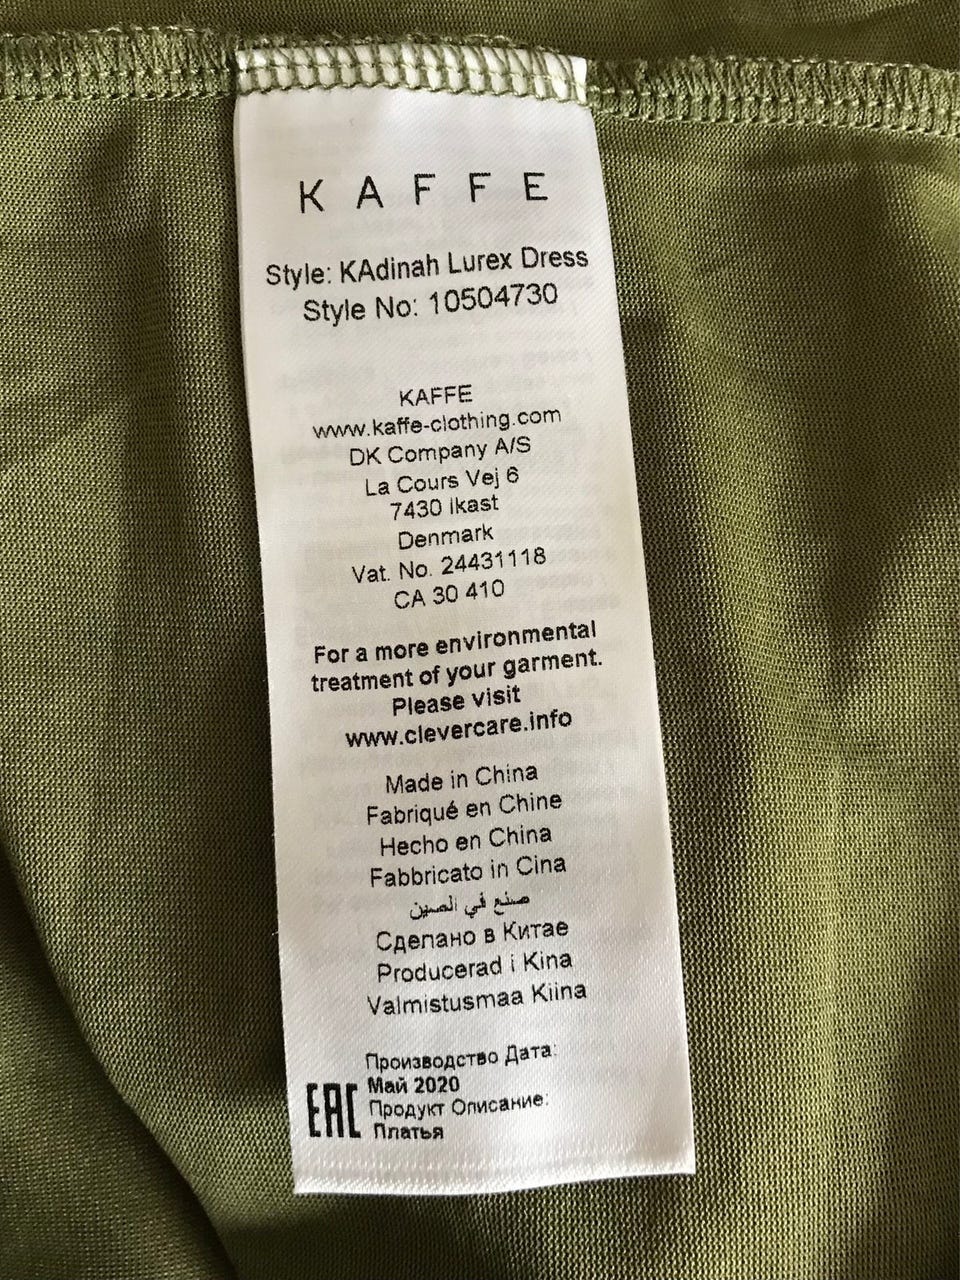 KAFFE
Style: KAdinah Lurex Dress
Style No: 10504730
KAFFE
www.kaffe-clothing.com
DK Company A/S
La Cours Vej 6
7430 Ikast
Denmark
Vat. No. 24431118
CA 30 410
For a more environmental
treatment of your garment.
Please visit
www.clevercare.info
Made in China
Fabriqué en Chine
Hecho en China
Fabbricato in Cina
صنع في الصين
Сделано в Китае
Producerad i Kina
Valmistusmaa Kiina
Производство Дата:
Май 2020
Продукт Описание:
Платья
EAC